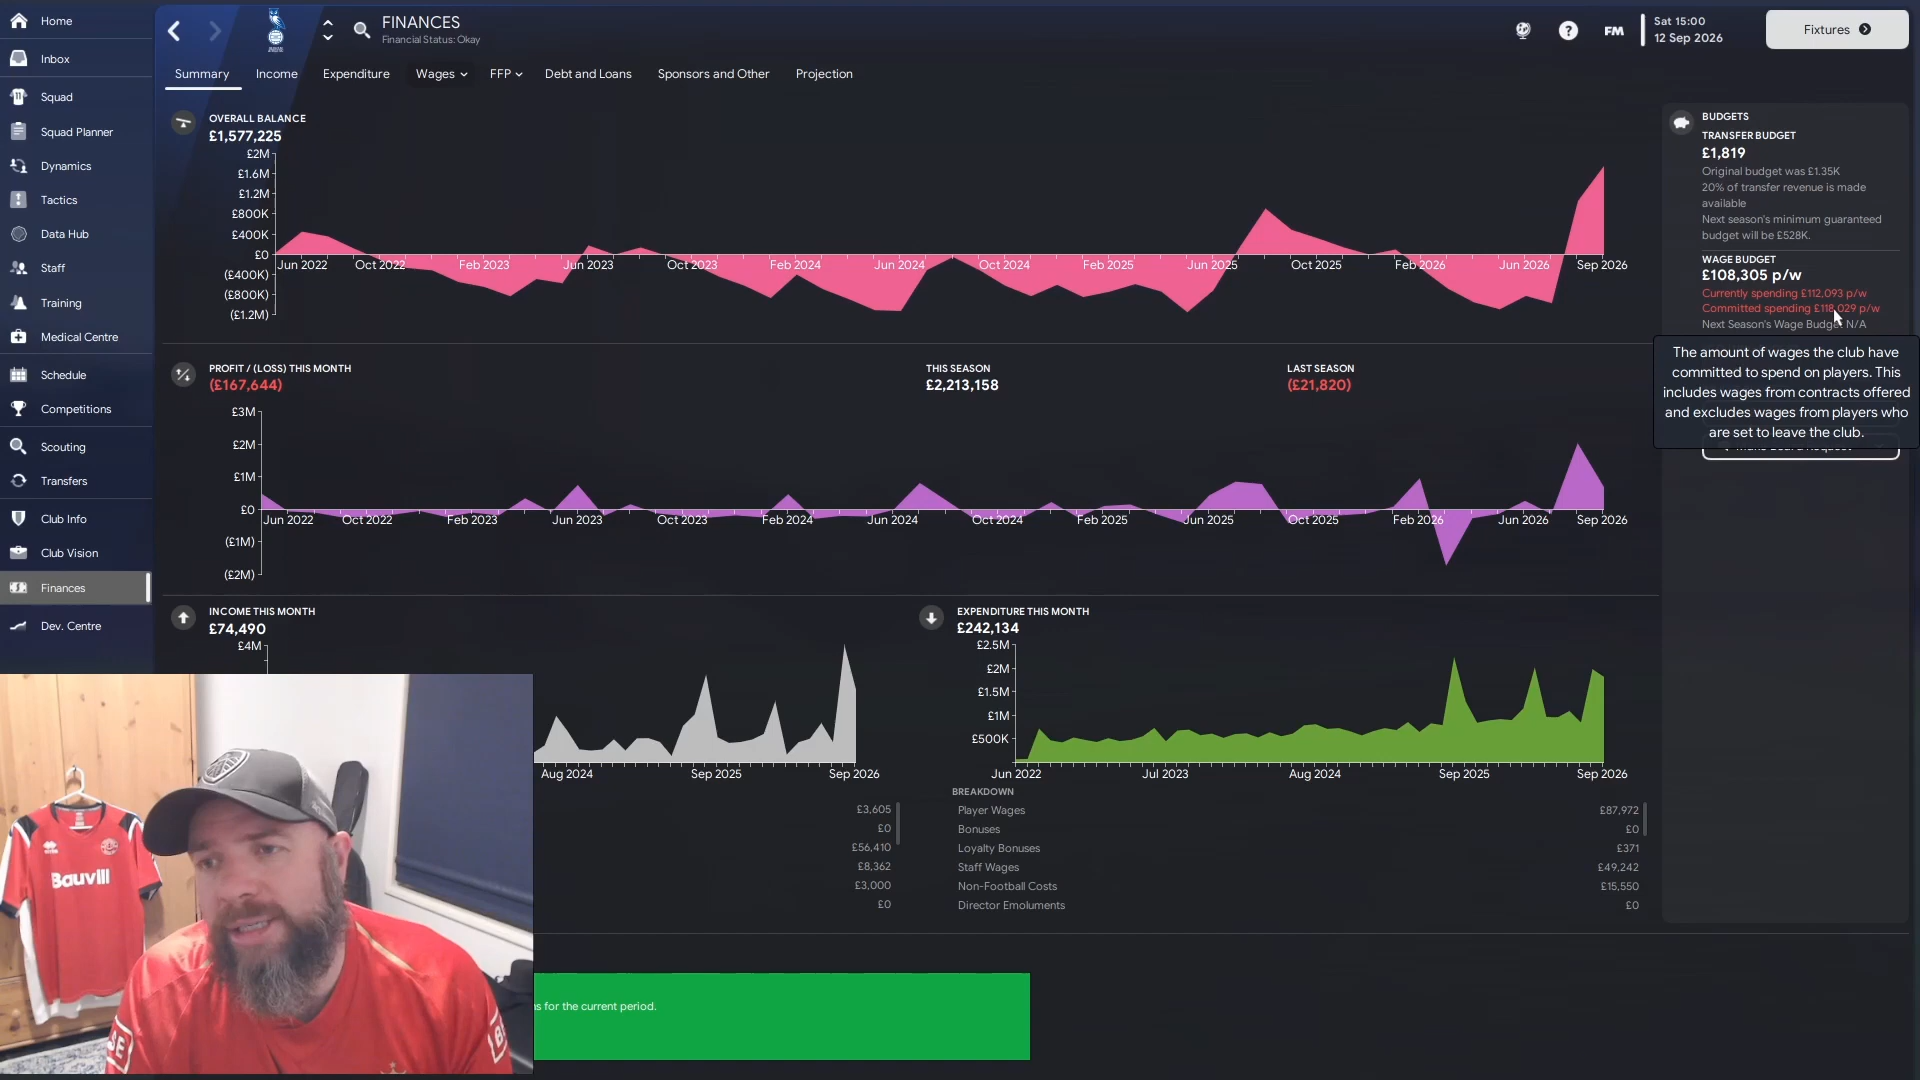 Home
Inbox
Squad
Squad Planner
Dynamics
Tactics
Data Hub
Staff
Training
Medical Centre
Schedule
Competitions
Scouting
Transfers
Club Info
Club Vision
Finances
Dev. Centre
FINANCES
Financial Status: Okay
FM
Sat 15:00
12 Sep 2026
Fixtures
Summary
Income
Expenditure
Wages
FFP
Debt and Loans
Sponsors and Other
Projection
OVERALL BALANCE
£1,577,225
£2M
£1.6M
£1.2M
£800K
£400K
£0
(£400K)
(£800K)
(£1.2M)
Jun 2022 Oct 2022 Feb 2023 Jun 2023 Oct 2023 Feb 2024 Jun 2024 Oct 2024 Feb 2025 Jun 2025 Oct 2025 Feb 2026 Jun 2026 Sep 2026
PROFIT / (LOSS) THIS MONTH
(£167,644)
THIS SEASON
£2,213,158
LAST SEASON
(£21,820)
£3M
£2M
£1M
£0
(£1M)
(£2M)
Jun 2022 Oct 2022 Feb 2023 Jun 2023 Oct 2023 Feb 2024 Jun 2024 Oct 2024 Feb 2025 Jun 2025 Oct 2025 Feb 2026 Jun 2026 Sep 2026
INCOME THIS MONTH
£74,490
£4M
Aug 2024 Sep 2025 Sep 2026
£3,605
£0
£56,410
£8,362
£3,000
£0
EXPENDITURE THIS MONTH
£242,134
£2.5M
£2M
£1.5M
£1M
£500K
Jun 2022 Jul 2023 Aug 2024 Sep 2025 Sep 2026
BREAKDOWN
Player Wages £87,972
Bonuses £0
Loyalty Bonuses £371
Staff Wages £49,242
Non-Football Costs £15,550
Director Emoluments £0
BUDGETS
TRANSFER BUDGET
£1,819
Original budget was £1.35K
20% of transfer revenue is made
available
Next season's minimum guaranteed
budget will be £528K.
WAGE BUDGET
£108,305 p/w
Currently spending £112,093 p/w
Committed spending £118,029 p/w
Next Season's Wage Budget N/A
The amount of wages the club have
committed to spend on players. This
includes wages from contracts offered
and excludes wages from players who
are set to leave the club.
for the current period.
Bauvill